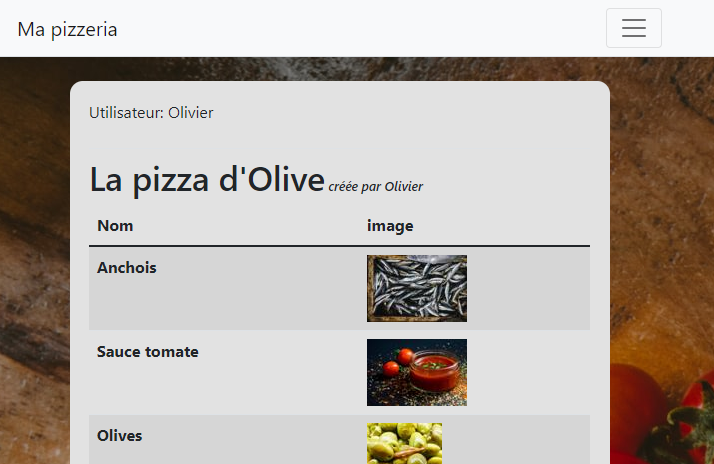 Ma pizzeria
Utilisateur: Olivier
La pizza d'Olive créée par Olivier
Nom image
Anchois
Sauce tomate
Olives